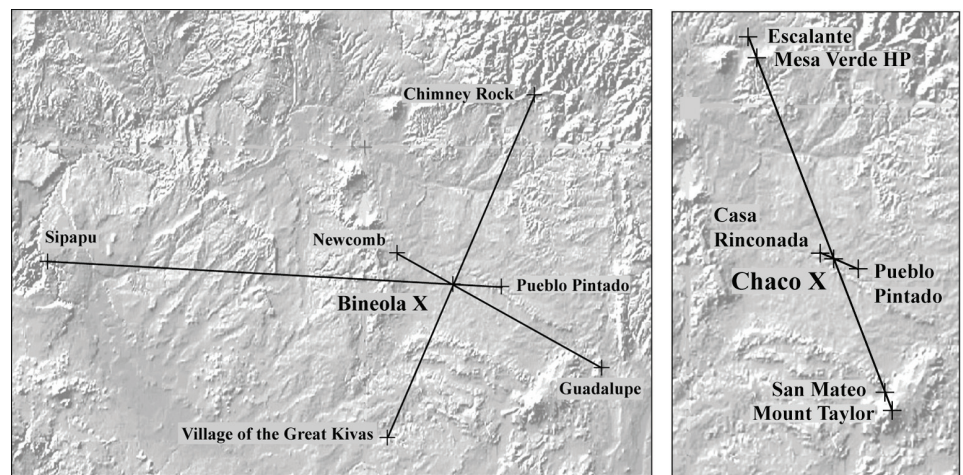 Chimney Rock
Sipapu
Newcomb
Pueblo Pintado
Bineola X
Guadalupe
Village of the Great Kivas
Escalante
Mesa Verde HP
Casa
Rinconada
Chaco X
Pueblo
Pintado
San Mateo
Mount Taylor